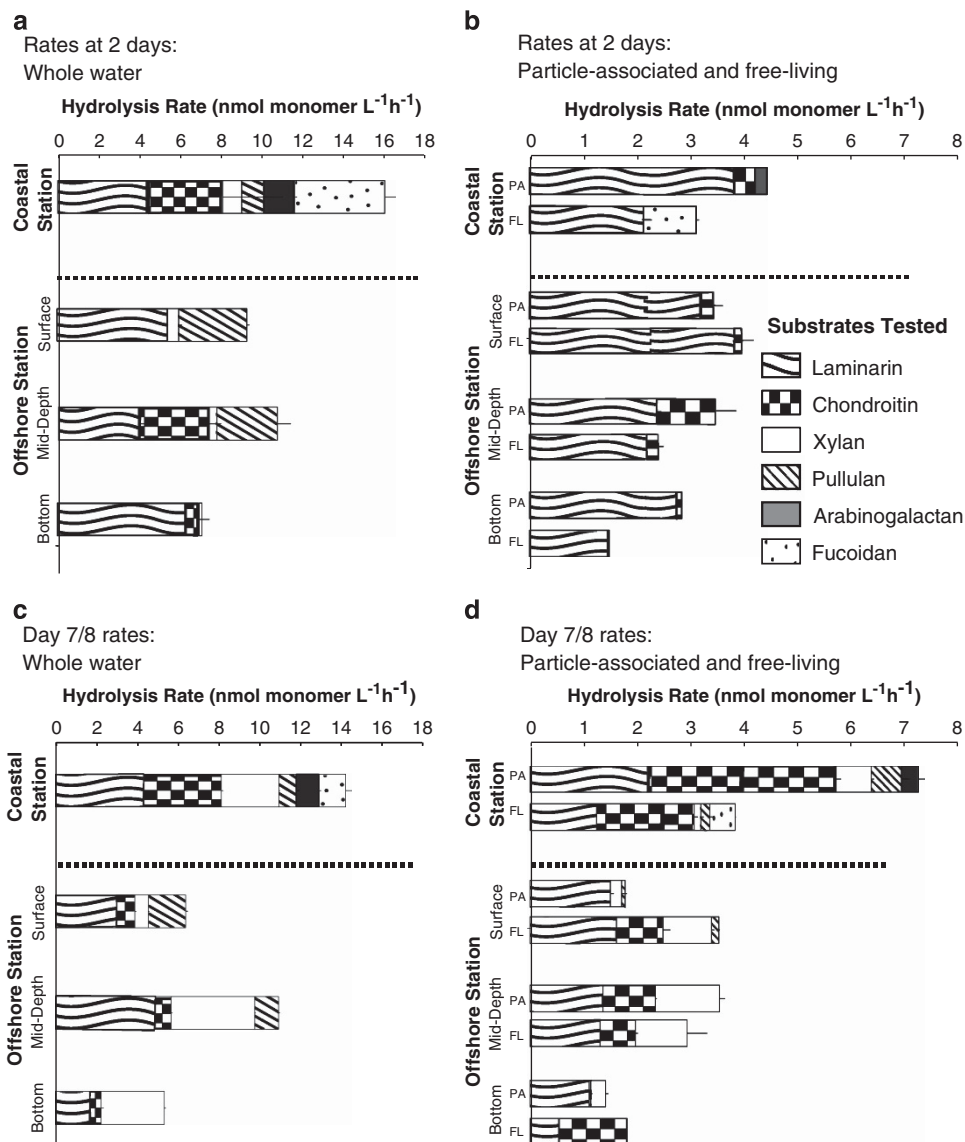 a
Rates at 2 days:
Whole water
Hydrolysis Rate (nmol monomer L-1h-1)
0 2 4 6 8 10 12 14 16 18
Coastal
Station
Offshore Station
Surface
Mid-Depth
Bottom
b
Rates at 2 days:
Particle-associated and free-living
Hydrolysis Rate (nmol monomer L-1h-1)
0 1 2 3 4 5 6 7 8
Coastal
Station
PA
FL
Offshore Station
Surface
PA
FL
Mid-Depth
PA
FL
Bottom
PA
FL
Substrates Tested
Laminarin
Chondroitin
Xylan
Pullulan
Arabinogalactan
Fucoidan
c
Day 7/8 rates:
Whole water
Hydrolysis Rate (nmol monomer L-1h-1)
0 2 4 6 8 10 12 14 16 18
Coastal
Station
Offshore Station
Surface
Mid-Depth
Bottom
d
Day 7/8 rates:
Particle-associated and free-living
Hydrolysis Rate (nmol monomer L-1h-1)
0 1 2 3 4 5 6 7 8
Coastal
Station
PA
FL
Offshore Station
Surface
PA
FL
Mid-Depth
PA
FL
Bottom
PA
FL